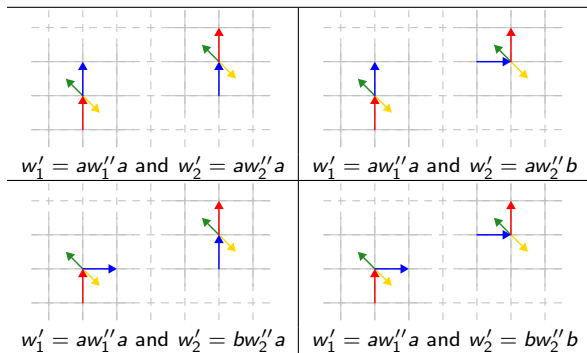 w₁′ = aw₁″a and w₂′ = aw₂″a
w₁′ = aw₁″a and w₂′ = aw₂″b
w₁′ = aw₁″a and w₂′ = bw₂″a
w₁′ = aw₁″a and w₂′ = bw₂″b